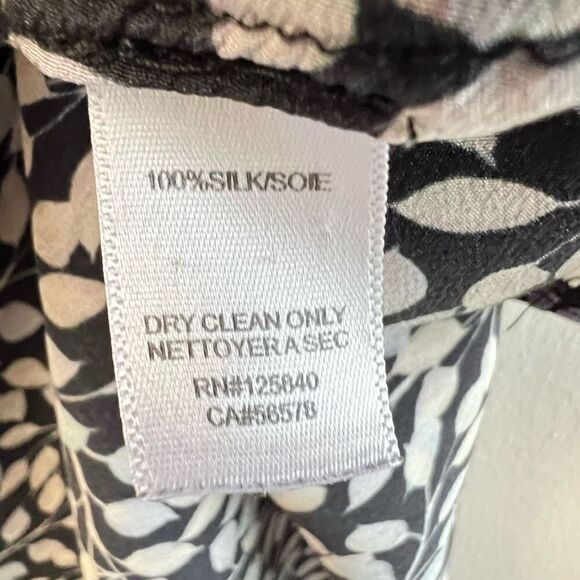 100%SILK/SOIE
DRY CLEAN ONLY
NETTOYER A SEC
RN#125840
CA#56578